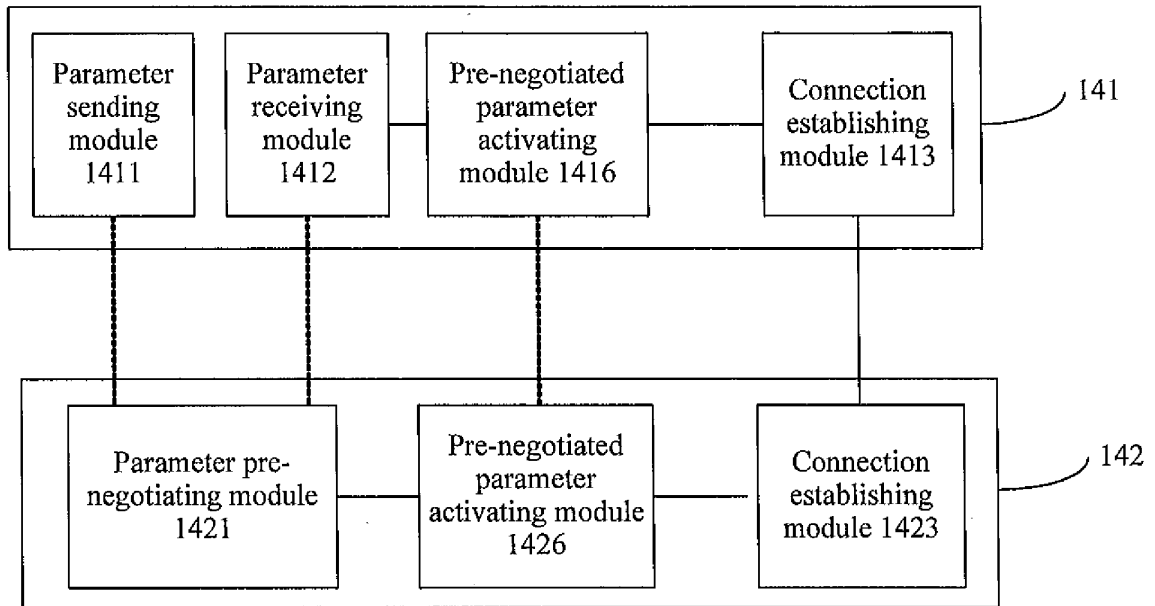 Parameter
sending
module
1411
Parameter
receiving
module
1412
Pre-negotiated
parameter
activating
module 1416
Connection
establishing
module 1413
141
Parameter pre-
negotiating module
1421
Pre-negotiated
parameter
activating module
1426
Connection
establishing
module 1423
142